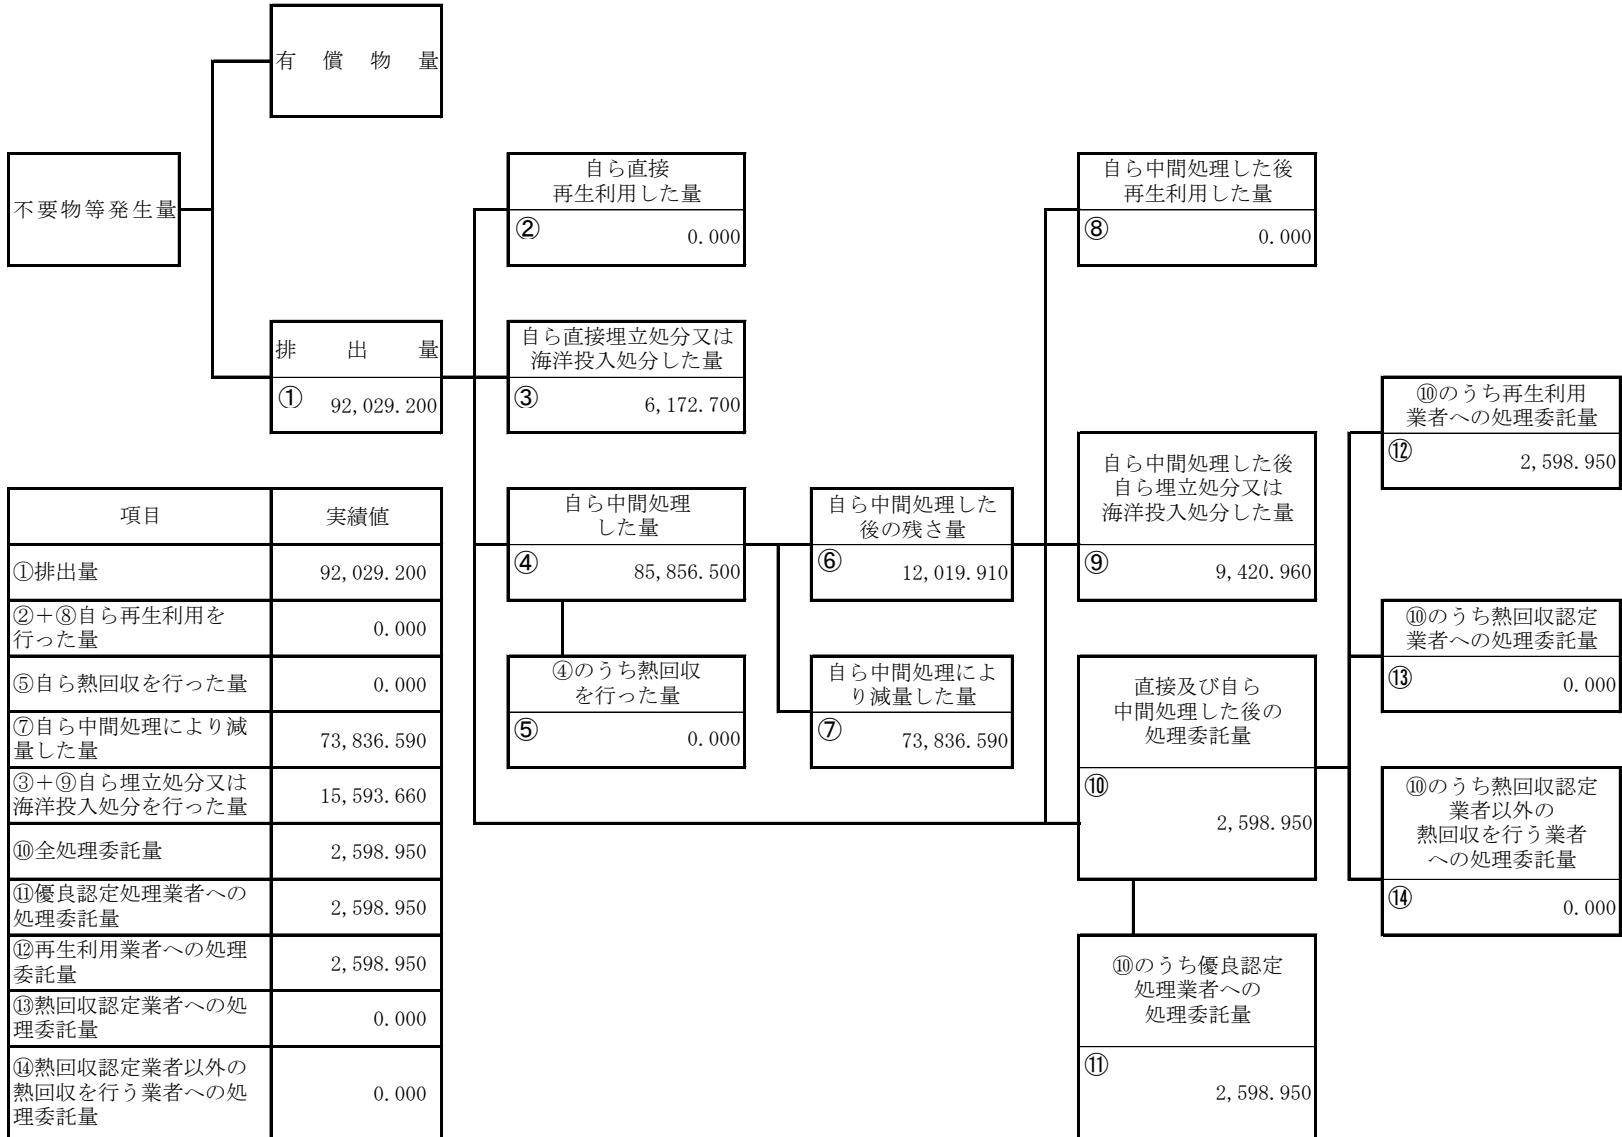 有償物量
不要物等発生量
排出量
① 92,029.200
自ら直接
再生利用した量
② 0.000
自ら直接埋立処分又は
海洋投入処分した量
③ 6,172.700
自ら中間処理
した量
④ 85,856.500
④のうち熱回収
を行った量
⑤ 0.000
自ら中間処理した
後の残さ量
⑥ 12,019.910
自ら中間処理によ
り減量した量
⑦ 73,836.590
自ら中間処理した後
再生利用した量
⑧ 0.000
自ら中間処理した後
自ら埋立処分又は
海洋投入処分した量
⑨ 9,420.960
直接及び自ら
中間処理した後の
処理委託量
⑩
2,598.950
⑩のうち優良認定
処理業者への
処理委託量
⑪
2,598.950
⑩のうち再生利用
業者への処理委託量
⑫ 2,598.950
⑩のうち熱回収認定
業者への処理委託量
⑬ 0.000
⑩のうち熱回収認定
業者以外の
熱回収を行う業者
への処理委託量
⑭ 0.000
項目 実績値
①排出量 92,029.200
②＋⑧自ら再生利用を
行った量 0.000
⑤自ら熱回収を行った量 0.000
⑦自ら中間処理により減
量した量 73,836.590
③＋⑨自ら埋立処分又は
海洋投入処分を行った量 15,593.660
⑩全処理委託量 2,598.950
⑪優良認定処理業者への
処理委託量 2,598.950
⑫再生利用業者への処理
委託量 2,598.950
⑬熱回収認定業者への処
理委託量 0.000
⑭熱回収認定業者以外の
熱回収を行う業者への処
理委託量 0.000